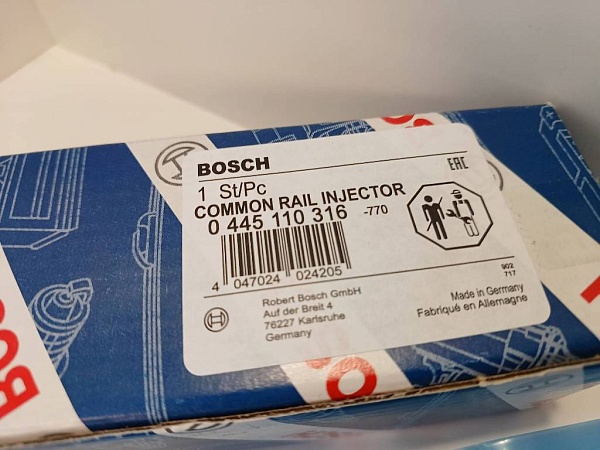 BOSCH
EAC
1 St/Pc
COMMON RAIL INJECTOR
0 445 110 316 -770
4 047024 024205
902
717
Robert Bosch GmbH
Auf der Breit 4
76227 Karlsruhe
Germany
Made in Germany
Fabriqué en Allemagne